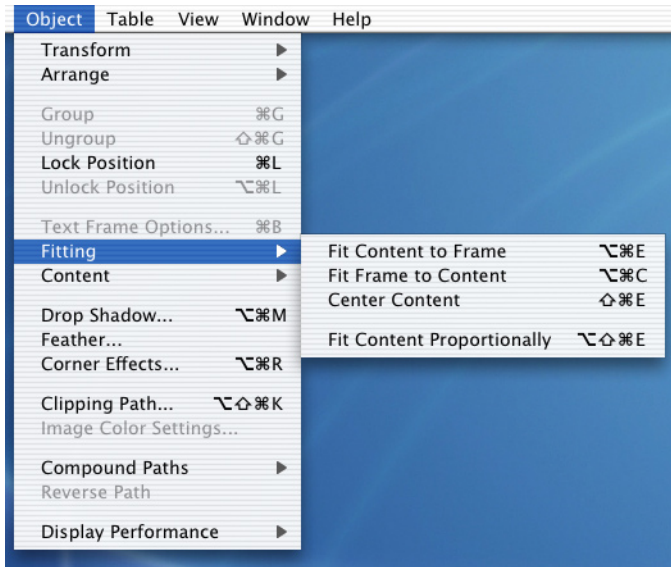 Object Table View Window Help
Transform ▶
Arrange ▶
Group ⌘G
Ungroup ⇧⌘G
Lock Position ⌘L
Unlock Position ⌥⌘L
Text Frame Options... ⌘B
Fitting ▶
Content ▶
Drop Shadow... ⌥⌘M
Feather...
Corner Effects... ⌥⌘R
Clipping Path... ⌥⇧⌘K
Image Color Settings...
Compound Paths ▶
Reverse Path
Display Performance ▶
Fit Content to Frame ⌥⌘E
Fit Frame to Content ⌥⌘C
Center Content ⇧⌘E
Fit Content Proportionally ⌥⇧⌘E